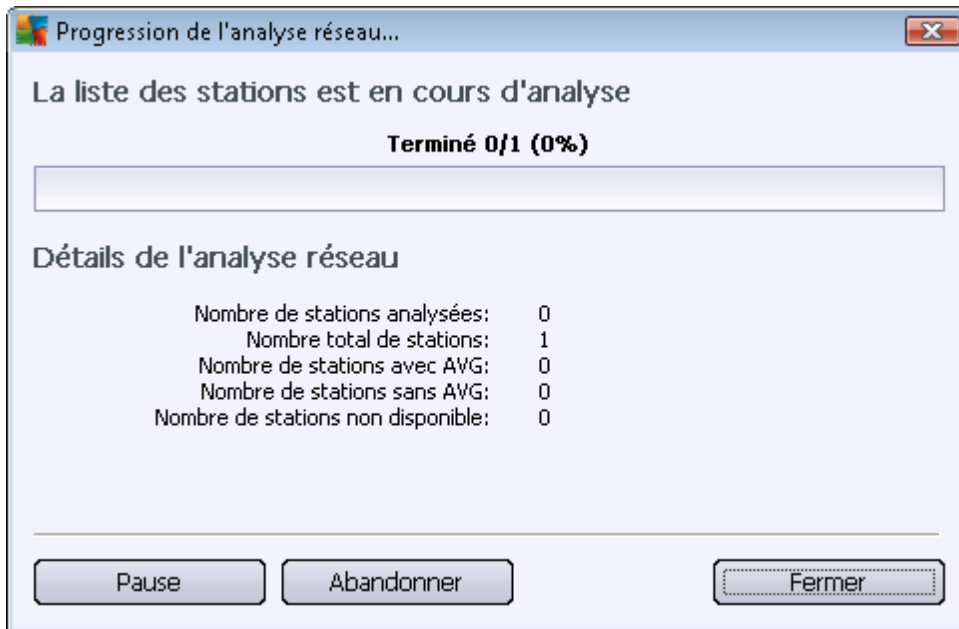 Progression de l'analyse réseau...
La liste des stations est en cours d'analyse
Terminé 0/1 (0%)
Détails de l'analyse réseau
Nombre de stations analysées: 0
Nombre total de stations: 1
Nombre de stations avec AVG: 0
Nombre de stations sans AVG: 0
Nombre de stations non disponible: 0
Pause Abandonner Fermer